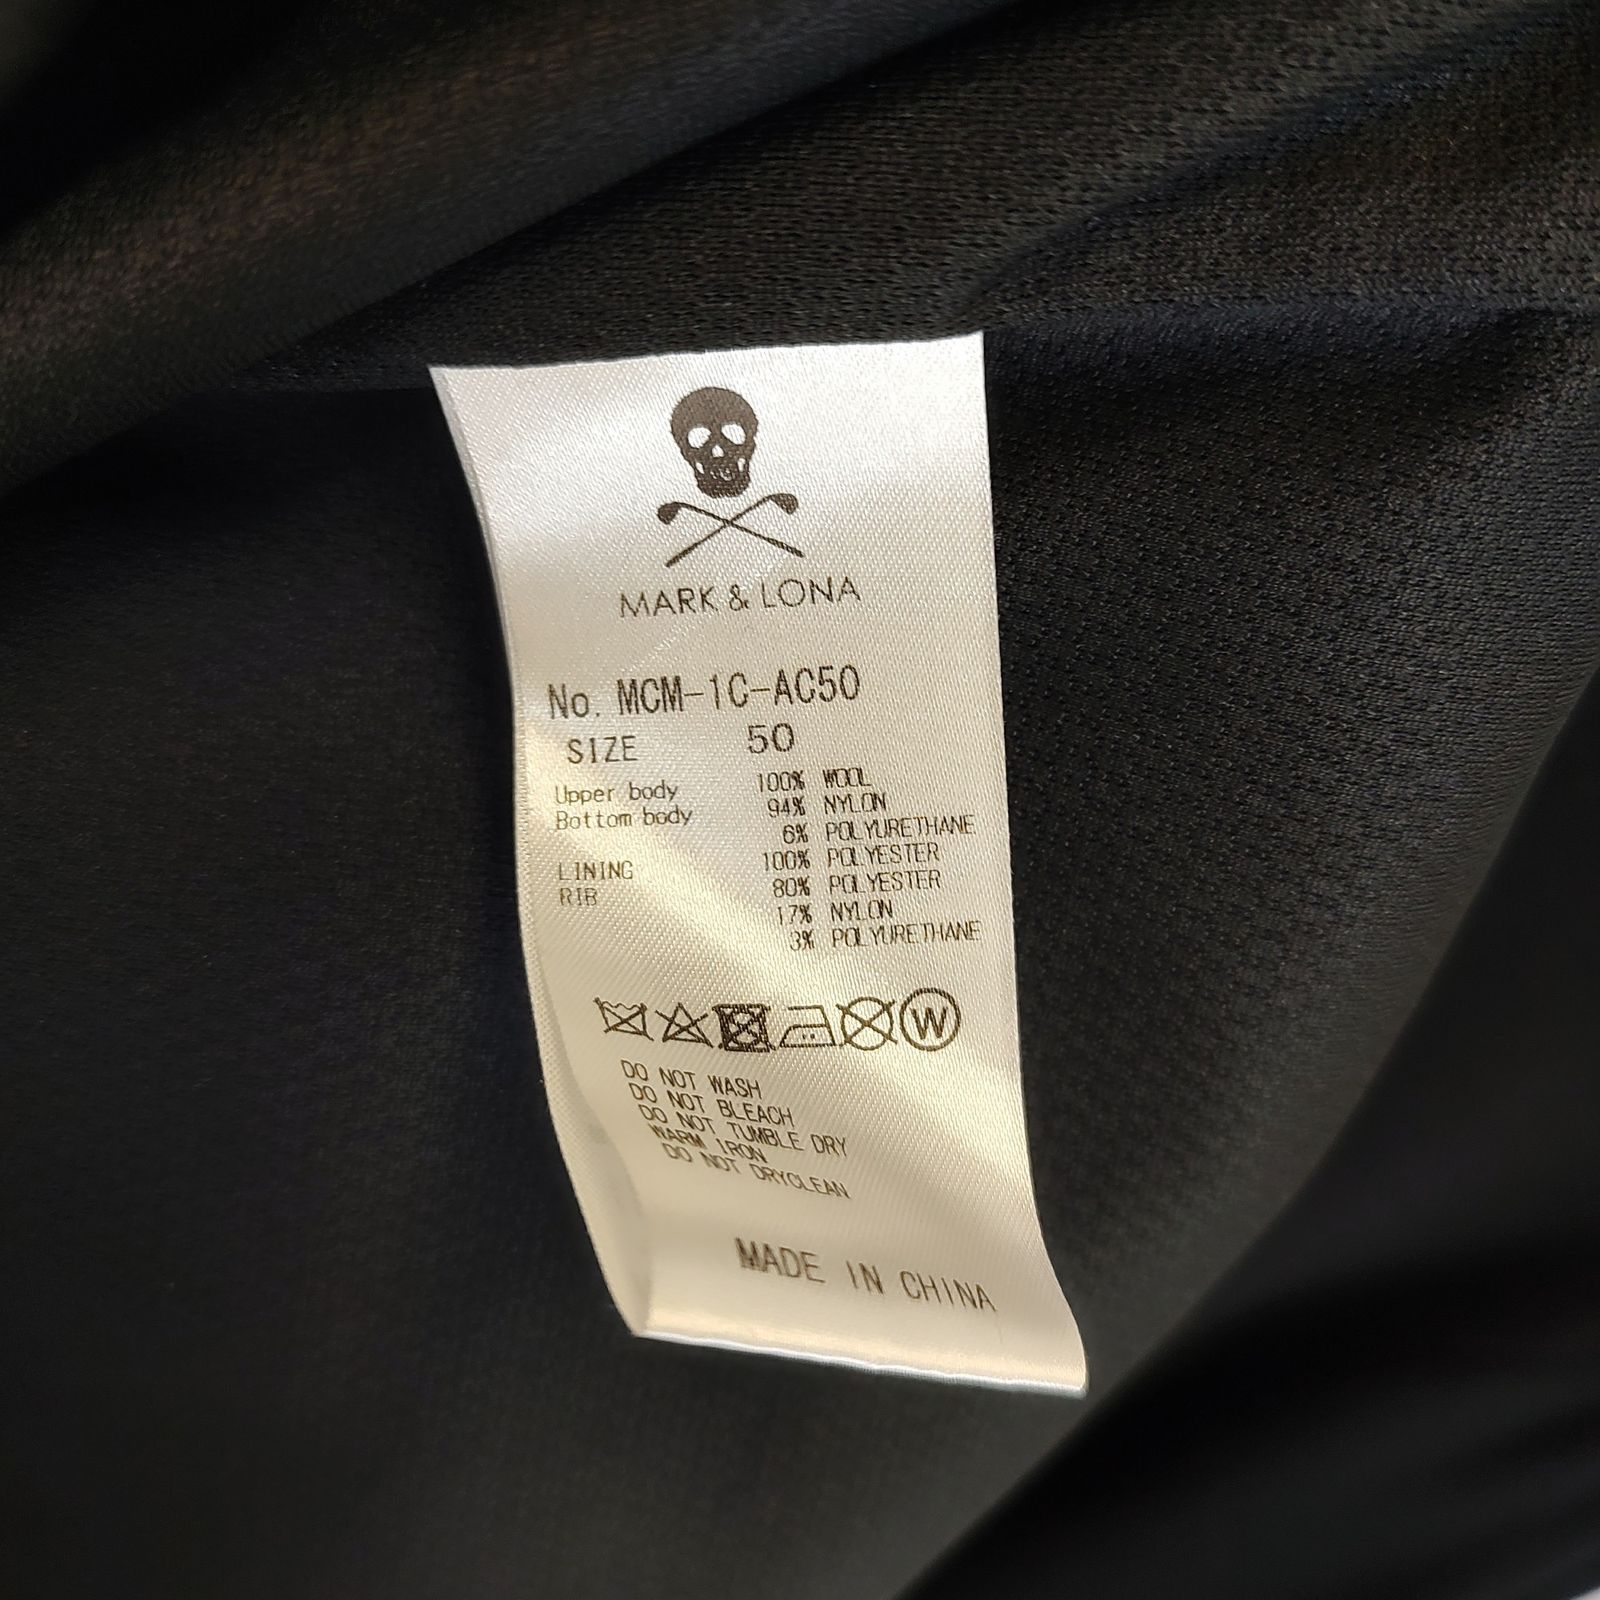 MARK & LONA
No. MCM-1C-AC50
SIZE 50
Upper body 100% WOOL
Bottom body 94% NYLON
6% POLYURETHANE
LINING 100% POLYESTER
RIB 80% POLYESTER
17% NYLON
3% POLYURETHANE
W
DO NOT WASH
DO NOT BLEACH
DO NOT TUMBLE DRY
WARM IRON
DO NOT DRYCLEAN
MADE IN CHINA